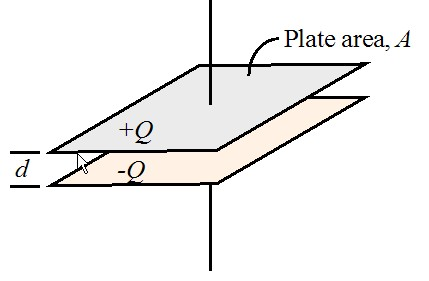 Plate area, A
+Q
d
-Q